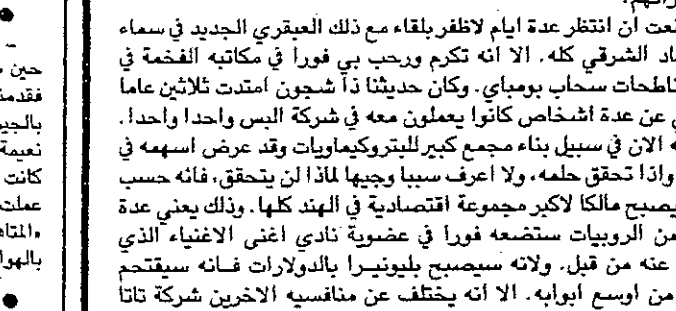 نعت ان انتظر عدة ايام لاظفر بلقاء مع ذلك العبقري الجديد في سماء
اد الشرقي كله. الا انه تكرم ورحب بي فورا في مكاتبه الفخمة في
ناطحات سحاب بومباي. وكان حديثنا ذا شجون امتدت ثلاثين عاما
ي عن عدة اشخاص كانوا يعملون معه في شركة البس واحدا واحدا.
ه الان في سبيل بناء مجمع كبير للبتروكيماويات وقد عرض اسهمه في
واذا تحقق حلمه، ولا اعرف سببا وجيها لماذا لن يتحقق، فانه حسب
يصبح مالكا لاكبر مجموعة اقتصادية في الهند كلها. وذلك يعني عدة
من الروبيات ستضعه فورا في عضوية نادي اغنى الاغنياء الذي
عنه من قبل. ولانه سيصبح بليونيرا بالدولارات فانه سيقتحم
من اوسع ابوابه. الا انه يختلف عن منافسيه الاخرين شركة تاتا
حين
فقدمن
بالجير
نعيمة
كانت
عملت
والمتاه
بالهوا